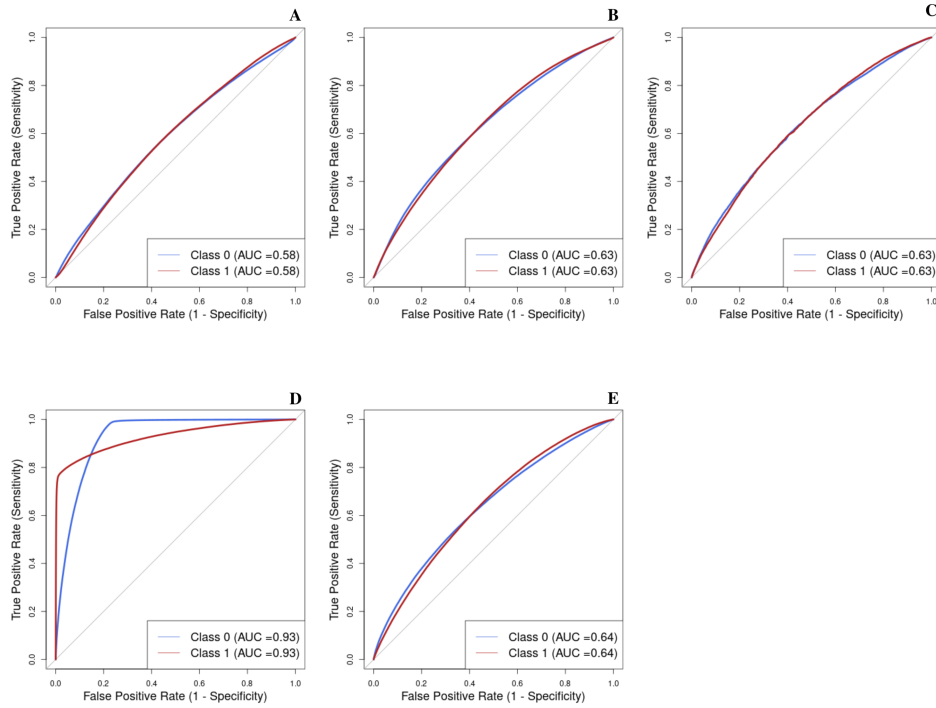 A
True Positive Rate (Sensitivity)
1.0
0.8
0.6
0.4
0.2
0.0
Class 0 (AUC =0.58)
Class 1 (AUC =0.58)
0.0 0.2 0.4 0.6 0.8 1.0
False Positive Rate (1 - Specificity)
B
True Positive Rate (Sensitivity)
1.0
0.8
0.6
0.4
0.2
0.0
Class 0 (AUC =0.63)
Class 1 (AUC =0.63)
0.0 0.2 0.4 0.6 0.8 1.0
False Positive Rate (1 - Specificity)
C
True Positive Rate (Sensitivity)
1.0
0.8
0.6
0.4
0.2
0.0
Class 0 (AUC =0.63)
Class 1 (AUC =0.63)
0.0 0.2 0.4 0.6 0.8 1.0
False Positive Rate (1 - Specificity)
D
True Positive Rate (Sensitivity)
1.0
0.8
0.6
0.4
0.2
0.0
Class 0 (AUC =0.93)
Class 1 (AUC =0.93)
0.0 0.2 0.4 0.6 0.8 1.0
False Positive Rate (1 - Specificity)
E
True Positive Rate (Sensitivity)
1.0
0.8
0.6
0.4
0.2
0.0
Class 0 (AUC =0.64)
Class 1 (AUC =0.64)
0.0 0.2 0.4 0.6 0.8 1.0
False Positive Rate (1 - Specificity)